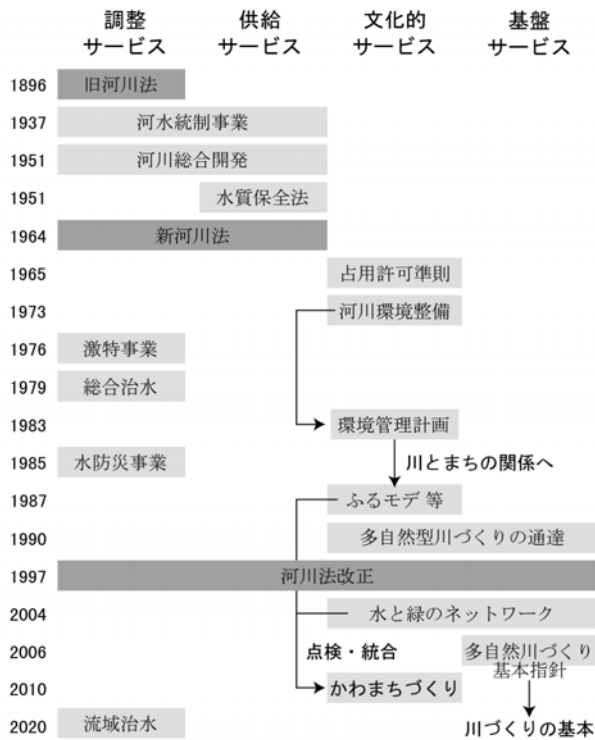 調整 供給 文化的 基盤
サービス サービス サービス サービス
1896 旧河川法
1937 河水統制事業
1951 河川総合開発
1951 水質保全法
1964 新河川法
1965 占用許可準則
1973 河川環境整備
1976 激特事業
1979 総合治水
1983 環境管理計画
1985 水防災事業 川とまちの関係へ
1987 ふるモデ 等
1990 多自然型川づくりの通達
1997 河川法改正
2004 水と緑のネットワーク
2006 点検・統合 多自然川づくり
基本指針
2010 かわまちづくり
2020 流域治水 川づくりの基本